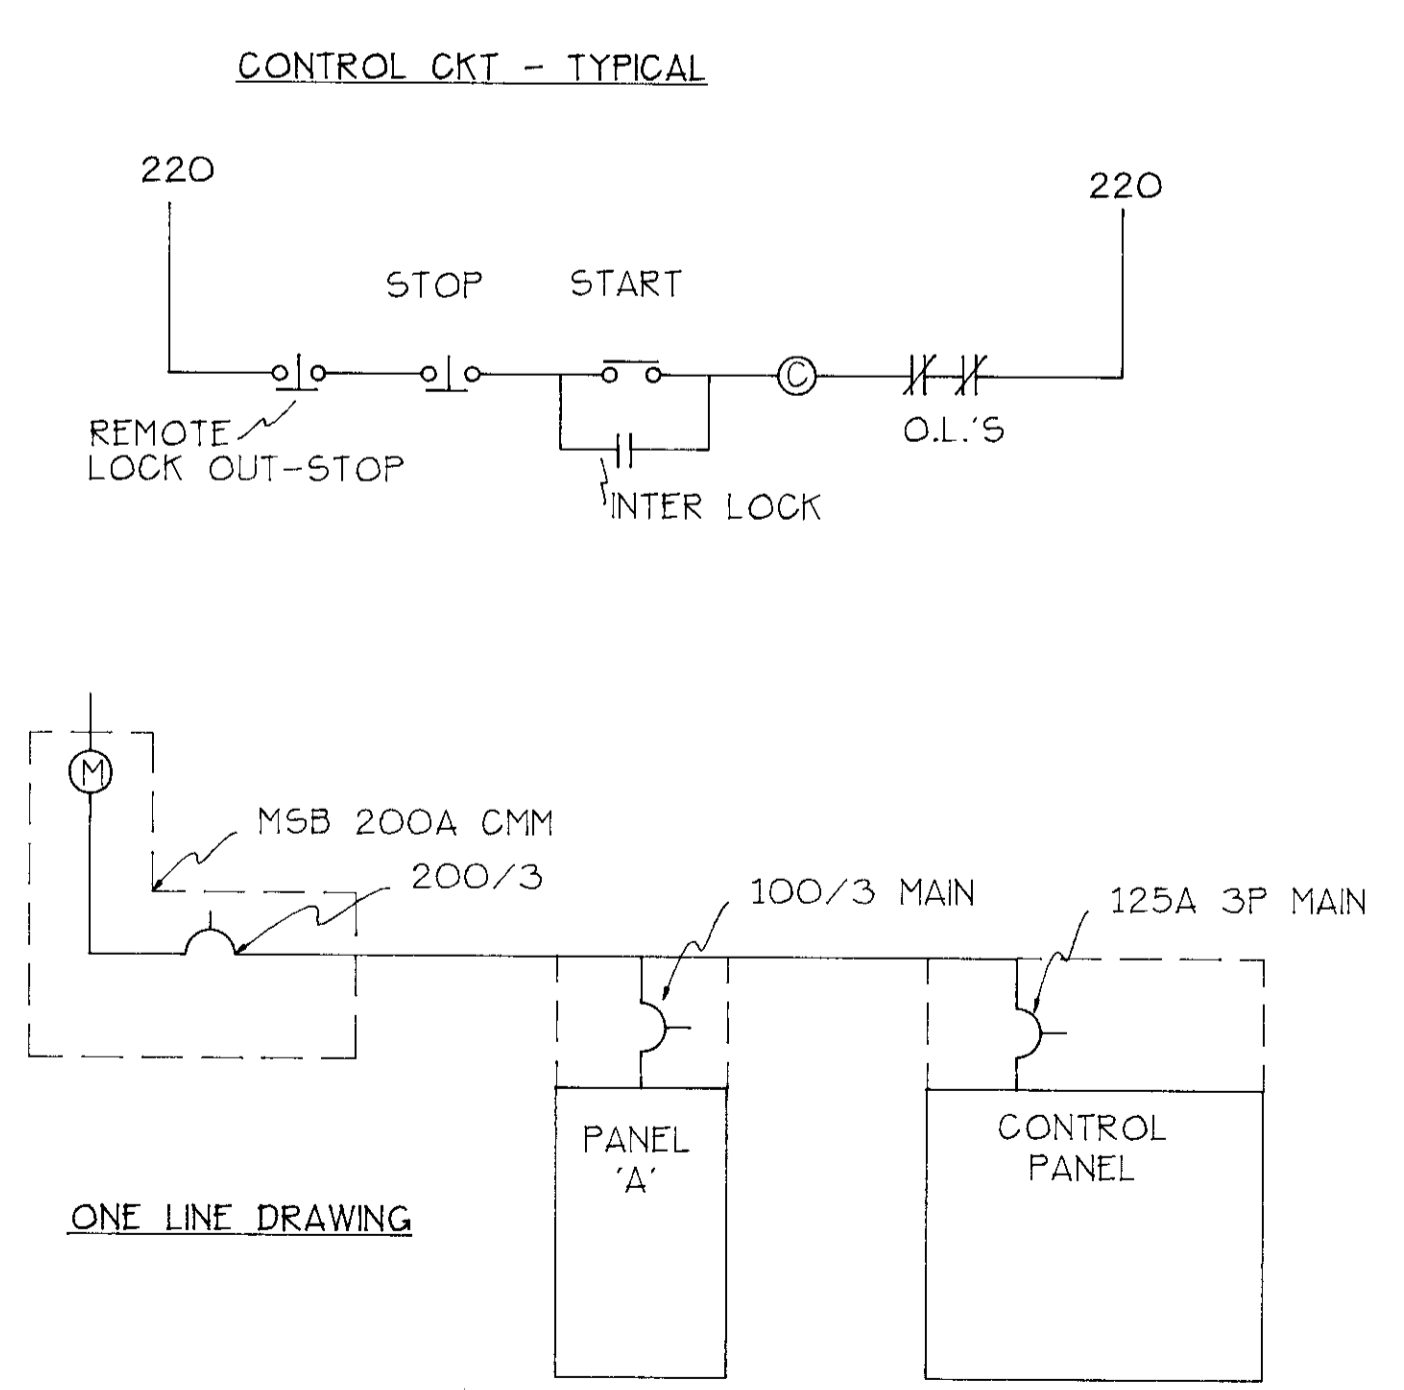 CONTROL CKT - TYPICAL
220
220
STOP
START
C
REMOTE
LOCK OUT-STOP
O.L.'S
INTER LOCK
M
MSB 200A CMM
200/3
100/3 MAIN
125A 3P MAIN
PANEL
'A'
CONTROL
PANEL
ONE LINE DRAWING